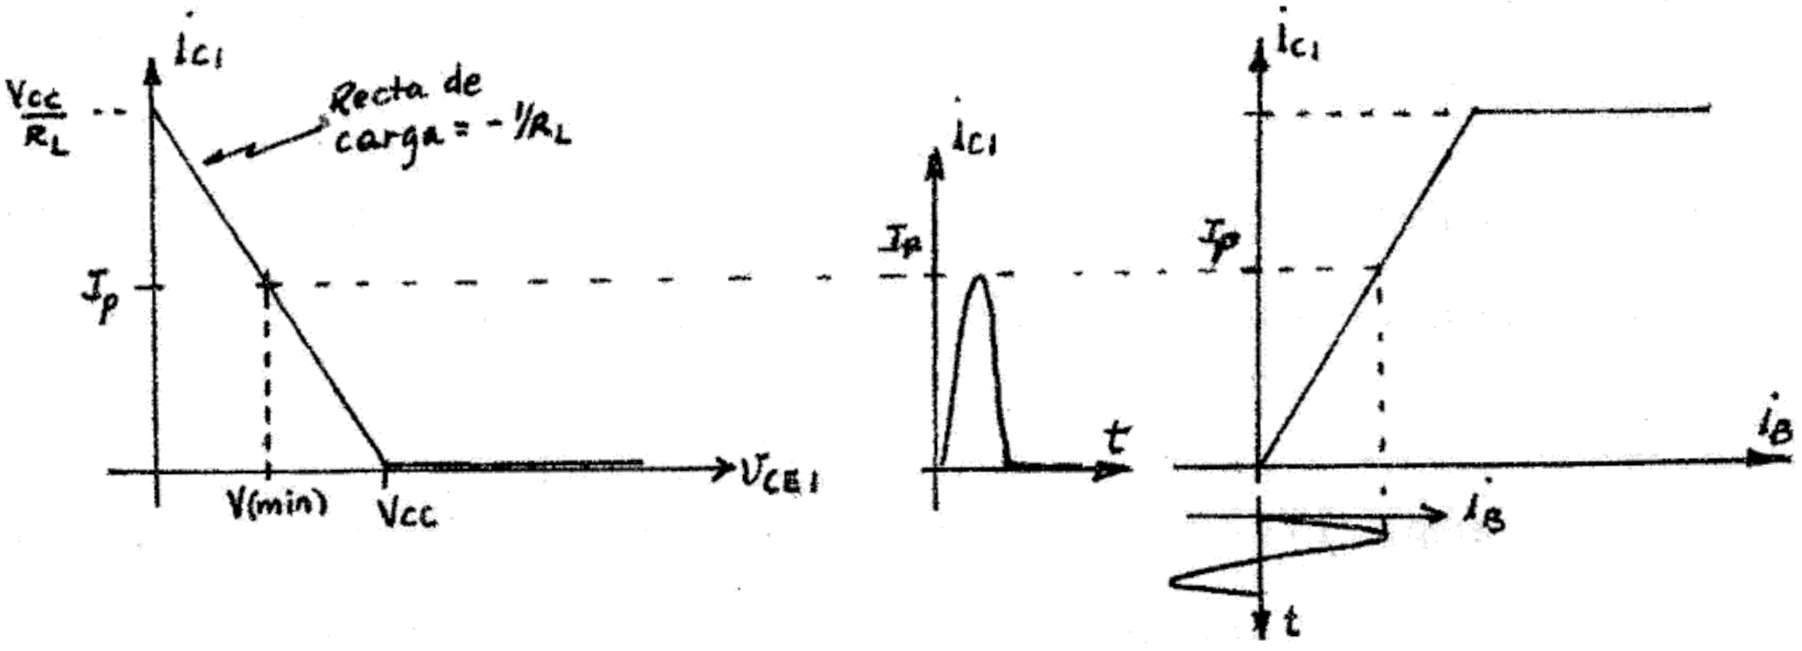 iC1
Vcc
RL
Recta de
carga = - 1/RL
Ip
V(min)
Vcc
VCE1
iC1
Ip
t
iC1
Ip
iB
iB
t